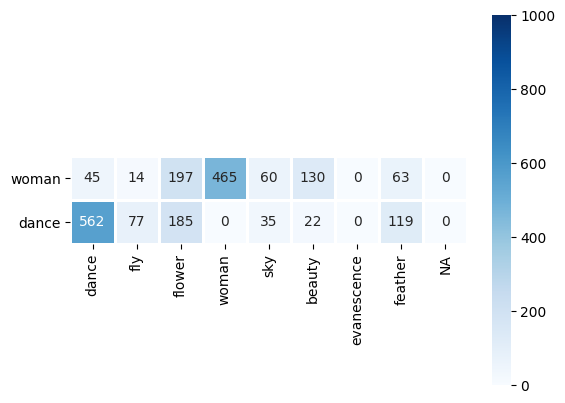 1000
800
600
400
200
0
woman 45 14 197 465 60 130 0 63 0
dance 562 77 185 0 35 22 0 119 0
dance fly flower woman sky beauty evanescence feather NA